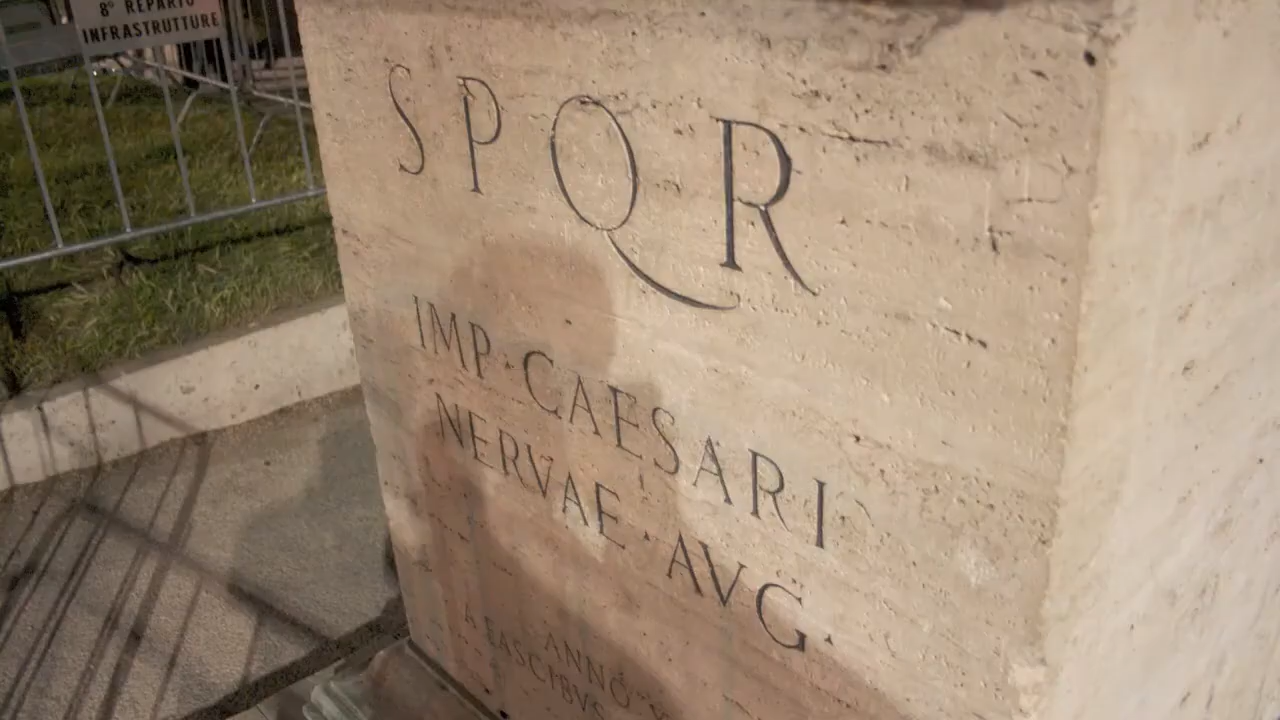 8° REPARTO
INFRASTRUTTURE
SPQR
IMP·CAESARI
NERVAE·AVG·
ANNO
A FASCIBVS